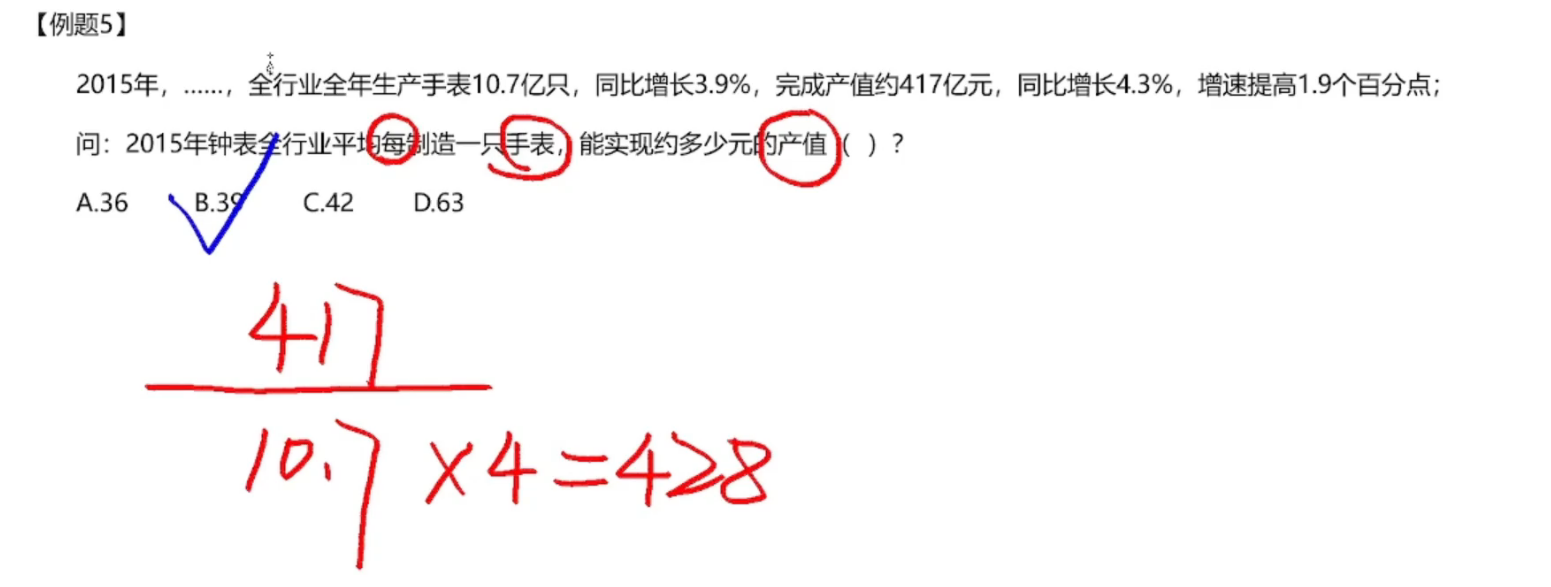 【例题5】
2015年，……，全行业全年生产手表10.7亿只，同比增长3.9%，完成产值约417亿元，同比增长4.3%，增速提高1.9个百分点；
问：2015年钟表全行业平均每制造一只手表，能实现约多少元的产值（ ）？
A.36 B.39 C.42 D.63
417
10.7 ×4=428